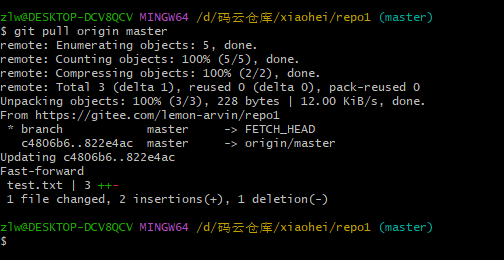 zlw@DESKTOP-DCV8QCV MINGW64 /d/码云仓库/xiaohei/repo1 (master)
$ git pull origin master
remote: Enumerating objects: 5, done.
remote: Counting objects: 100% (5/5), done.
remote: Compressing objects: 100% (2/2), done.
remote: Total 3 (delta 1), reused 0 (delta 0), pack-reused 0
Unpacking objects: 100% (3/3), 228 bytes | 12.00 KiB/s, done.
From https://gitee.com/lemon-arvin/repo1
 * branch            master     -> FETCH_HEAD
   c4806b6..822e4ac  master     -> origin/master
Updating c4806b6..822e4ac
Fast-forward
 test.txt | 3 ++-
 1 file changed, 2 insertions(+), 1 deletion(-)
zlw@DESKTOP-DCV8QCV MINGW64 /d/码云仓库/xiaohei/repo1 (master)
$